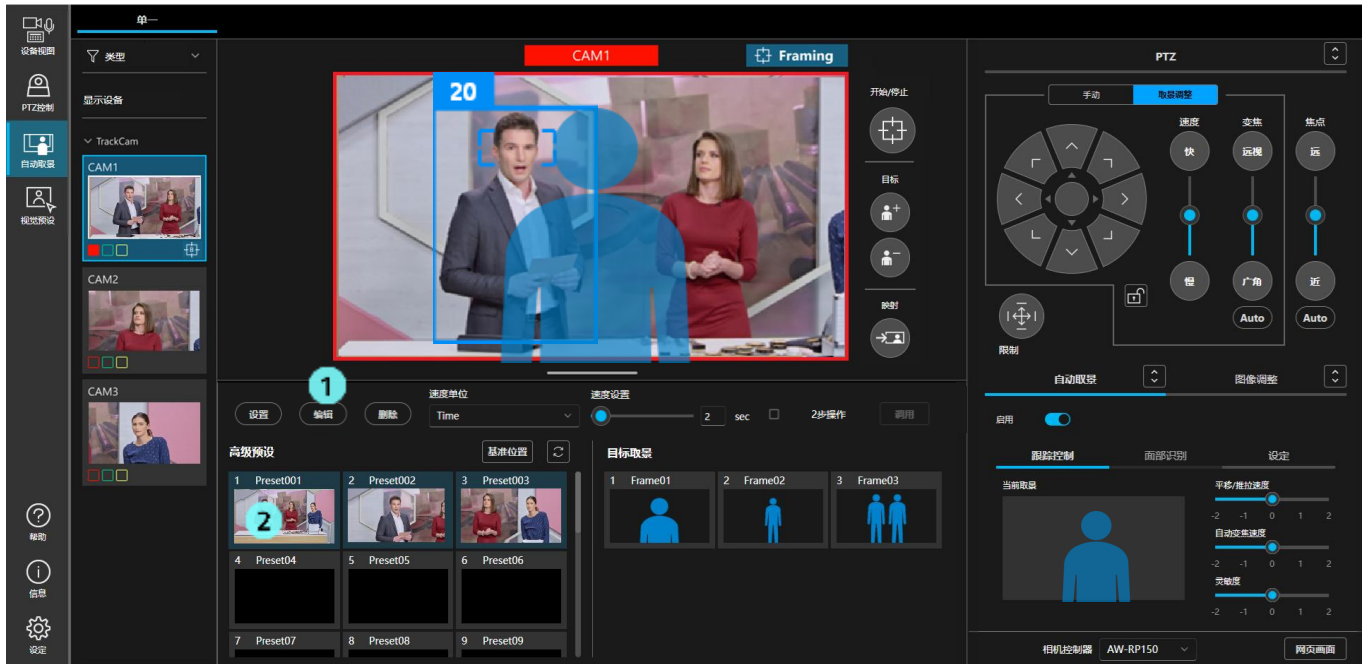 单一
设备视图
PTZ控制
自动取景
视觉预设
帮助
信息
设定
类型
显示设备
TrackCam
CAM1
CAM2
CAM3
CAM1
Framing
20
开始/停止
目标
映射
1
编辑
设置
删除
速度单位
Time
速度设置
2 sec
2步操作
调用
高级预设
基准位置
目标取景
1 Preset001
2 Preset002
3 Preset003
2
4 Preset04
5 Preset05
6 Preset06
7 Preset07
8 Preset08
9 Preset09
1 Frame01
2 Frame02
3 Frame03
PTZ
手动
取景调整
速度
变焦
焦点
快
远视
远
慢
广角
近
Auto
Auto
限制
自动取景
图像调整
启用
跟踪控制
面部识别
设定
当前取景
平移/推拉速度
-2 -1 0 1 2
自动变焦速度
-2 -1 0 1 2
灵敏度
-2 -1 0 1 2
相机控制器
AW-RP150
网页画面